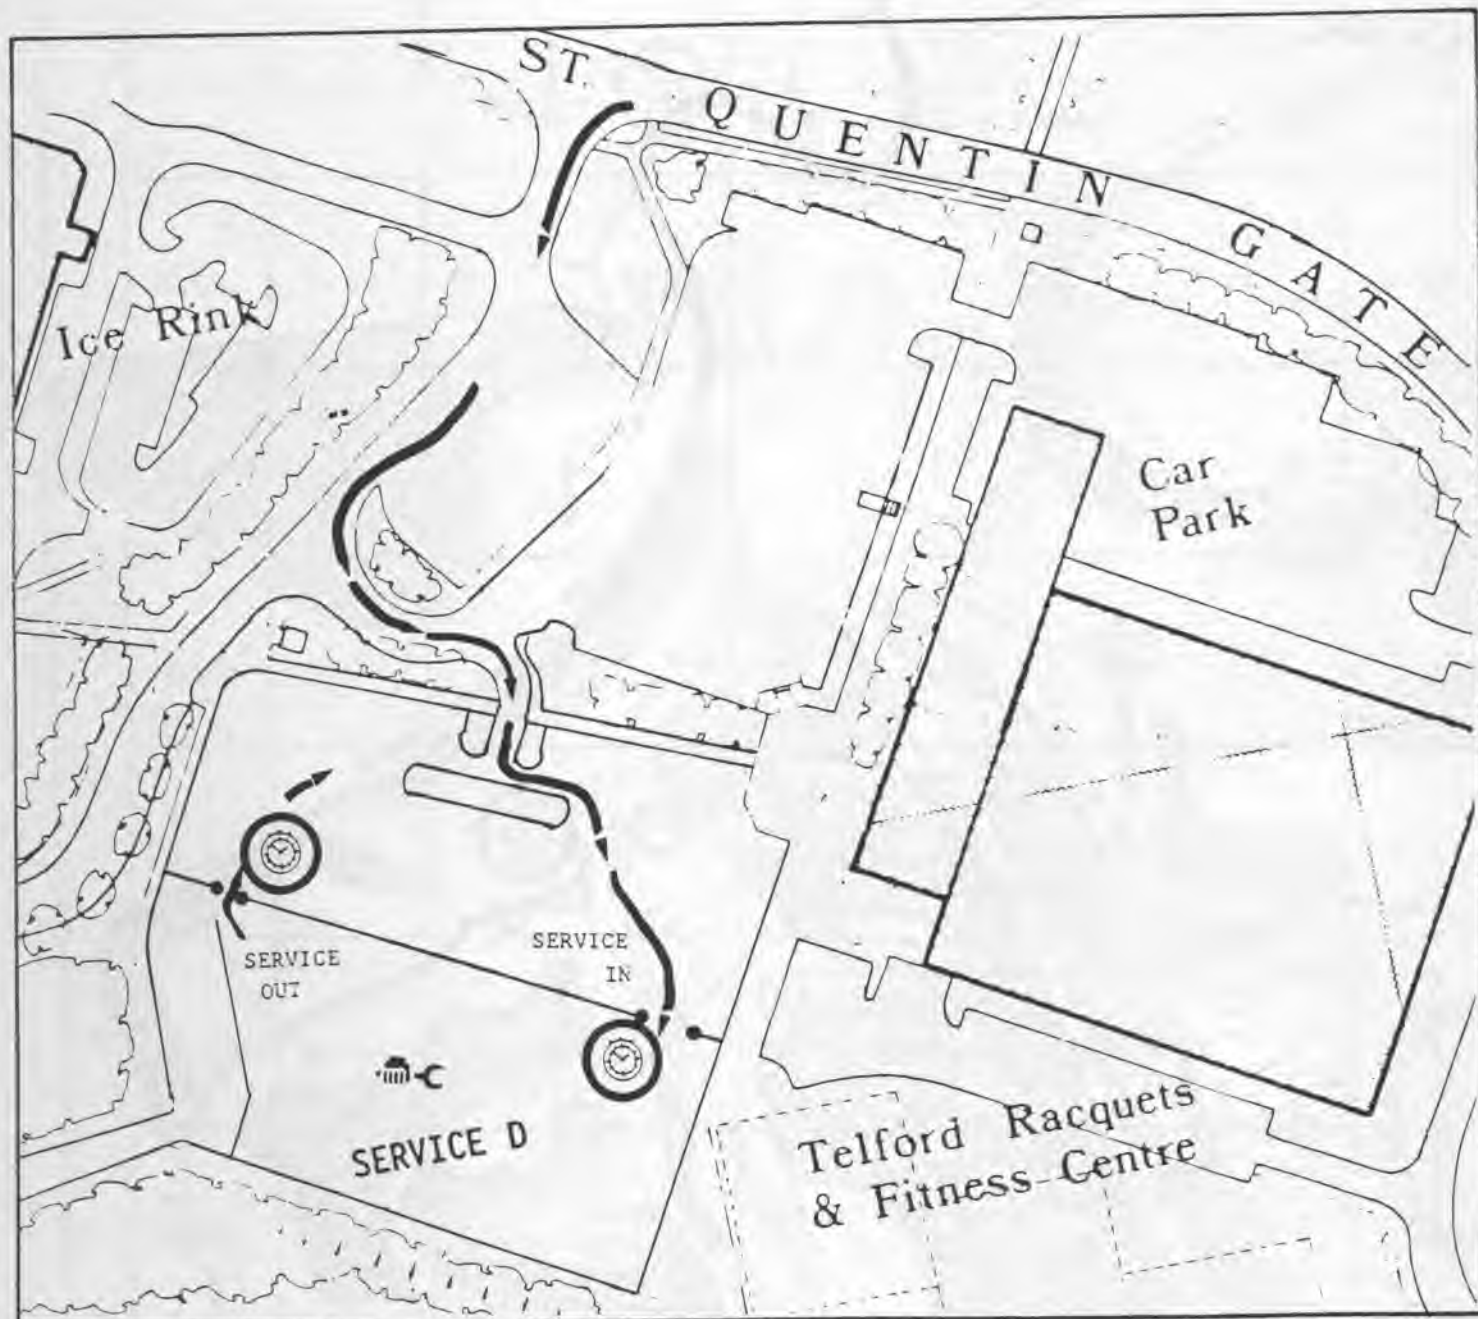 ST. QUENTIN GATE
Ice Rink
Car
Park
SERVICE
OUT
SERVICE
IN
SERVICE D
Telford Racquets
& Fitness Centre